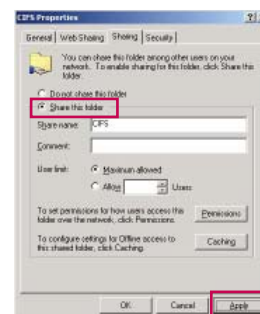 CIFS Properties
General Web Sharing Sharing Security
You can share this folder among other users on your
network. To enable sharing for this folder, click Share this
folder.
Do not share this folder
Share this folder
Share name: CIFS
Comment:
User limit: Maximum allowed
Allow Users
To set permissions for how users access this
folder over the network, click Permissions.
Permissions
To configure settings for Offline access to
this shared folder, click Caching.
Caching
OK Cancel Apply